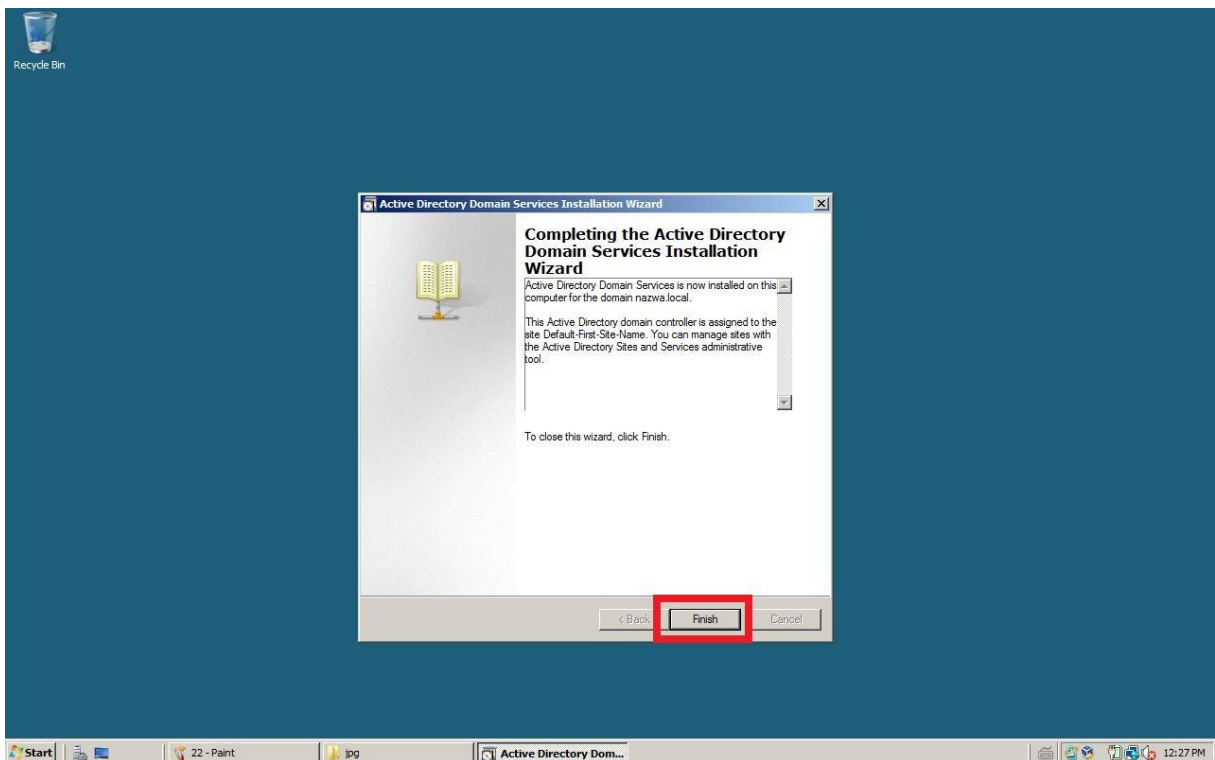 Recycle Bin
Active Directory Domain Services Installation Wizard
Completing the Active Directory
Domain Services Installation
Wizard
Active Directory Domain Services is now installed on this
computer for the domain nazwa.local.
This Active Directory domain controller is assigned to the
site Default-First-Site-Name. You can manage sites with
the Active Directory Sites and Services administrative
tool.
To close this wizard, click Finish.
< Back
Finish
Cancel
Start
22 - Paint
jpg
Active Directory Dom...
12:27 PM